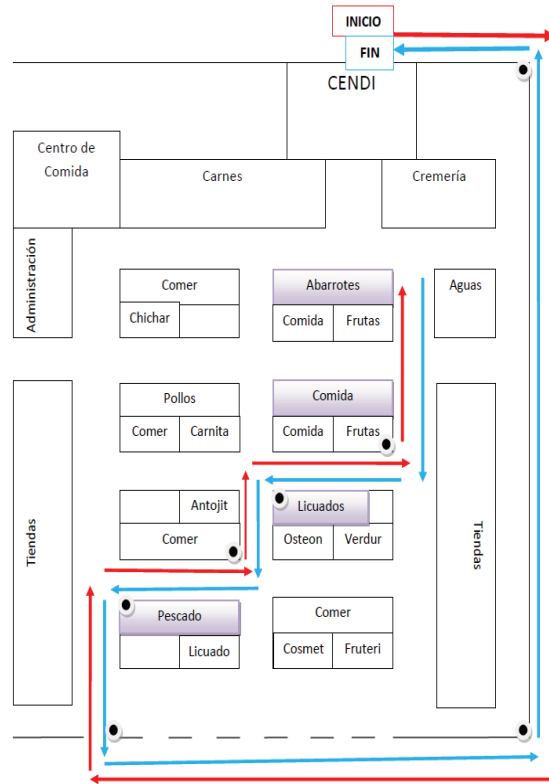 INICIO
FIN
CENDI
Centro de
Comida
Carnes
Cremería
Administración
Comer
Chichar
Abarrotes
Comida
Frutas
Aguas
Pollos
Comer
Carnita
Comida
Comida
Frutas
Tiendas
Antojit
Comer
Licuados
Osteon
Verdur
Tiendas
Pescado
Licuado
Comer
Cosmet
Fruteri